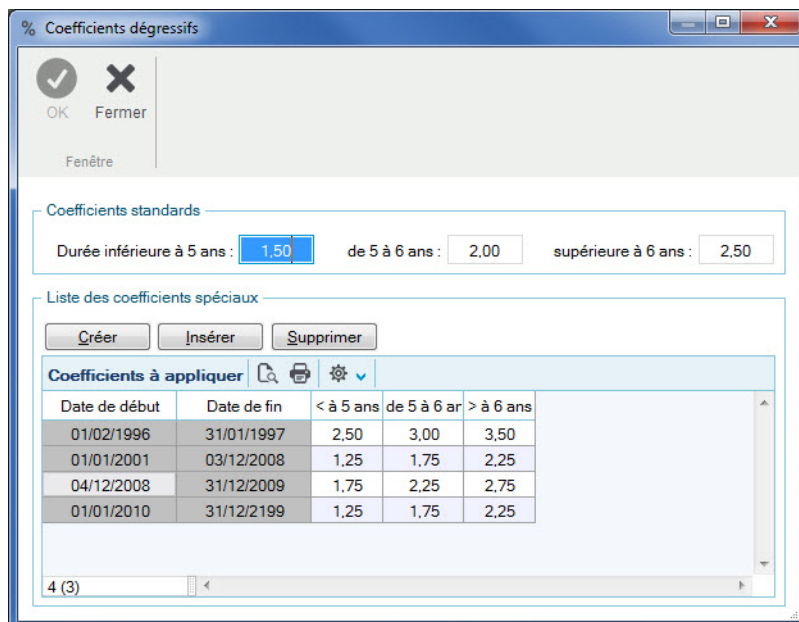 % Coefficients dégressifs
OK Fermer
Fenêtre
Coefficients standards
Durée inférieure à 5 ans : 1,50 de 5 à 6 ans : 2,00 supérieure à 6 ans : 2,50
Liste des coefficients spéciaux
Créer Insérer Supprimer
Coefficients à appliquer
Date de début Date de fin < à 5 ans de 5 à 6 ar > à 6 ans
01/02/1996 31/01/1997 2,50 3,00 3,50
01/01/2001 03/12/2008 1,25 1,75 2,25
04/12/2008 31/12/2009 1,75 2,25 2,75
01/01/2010 31/12/2199 1,25 1,75 2,25
4 (3)